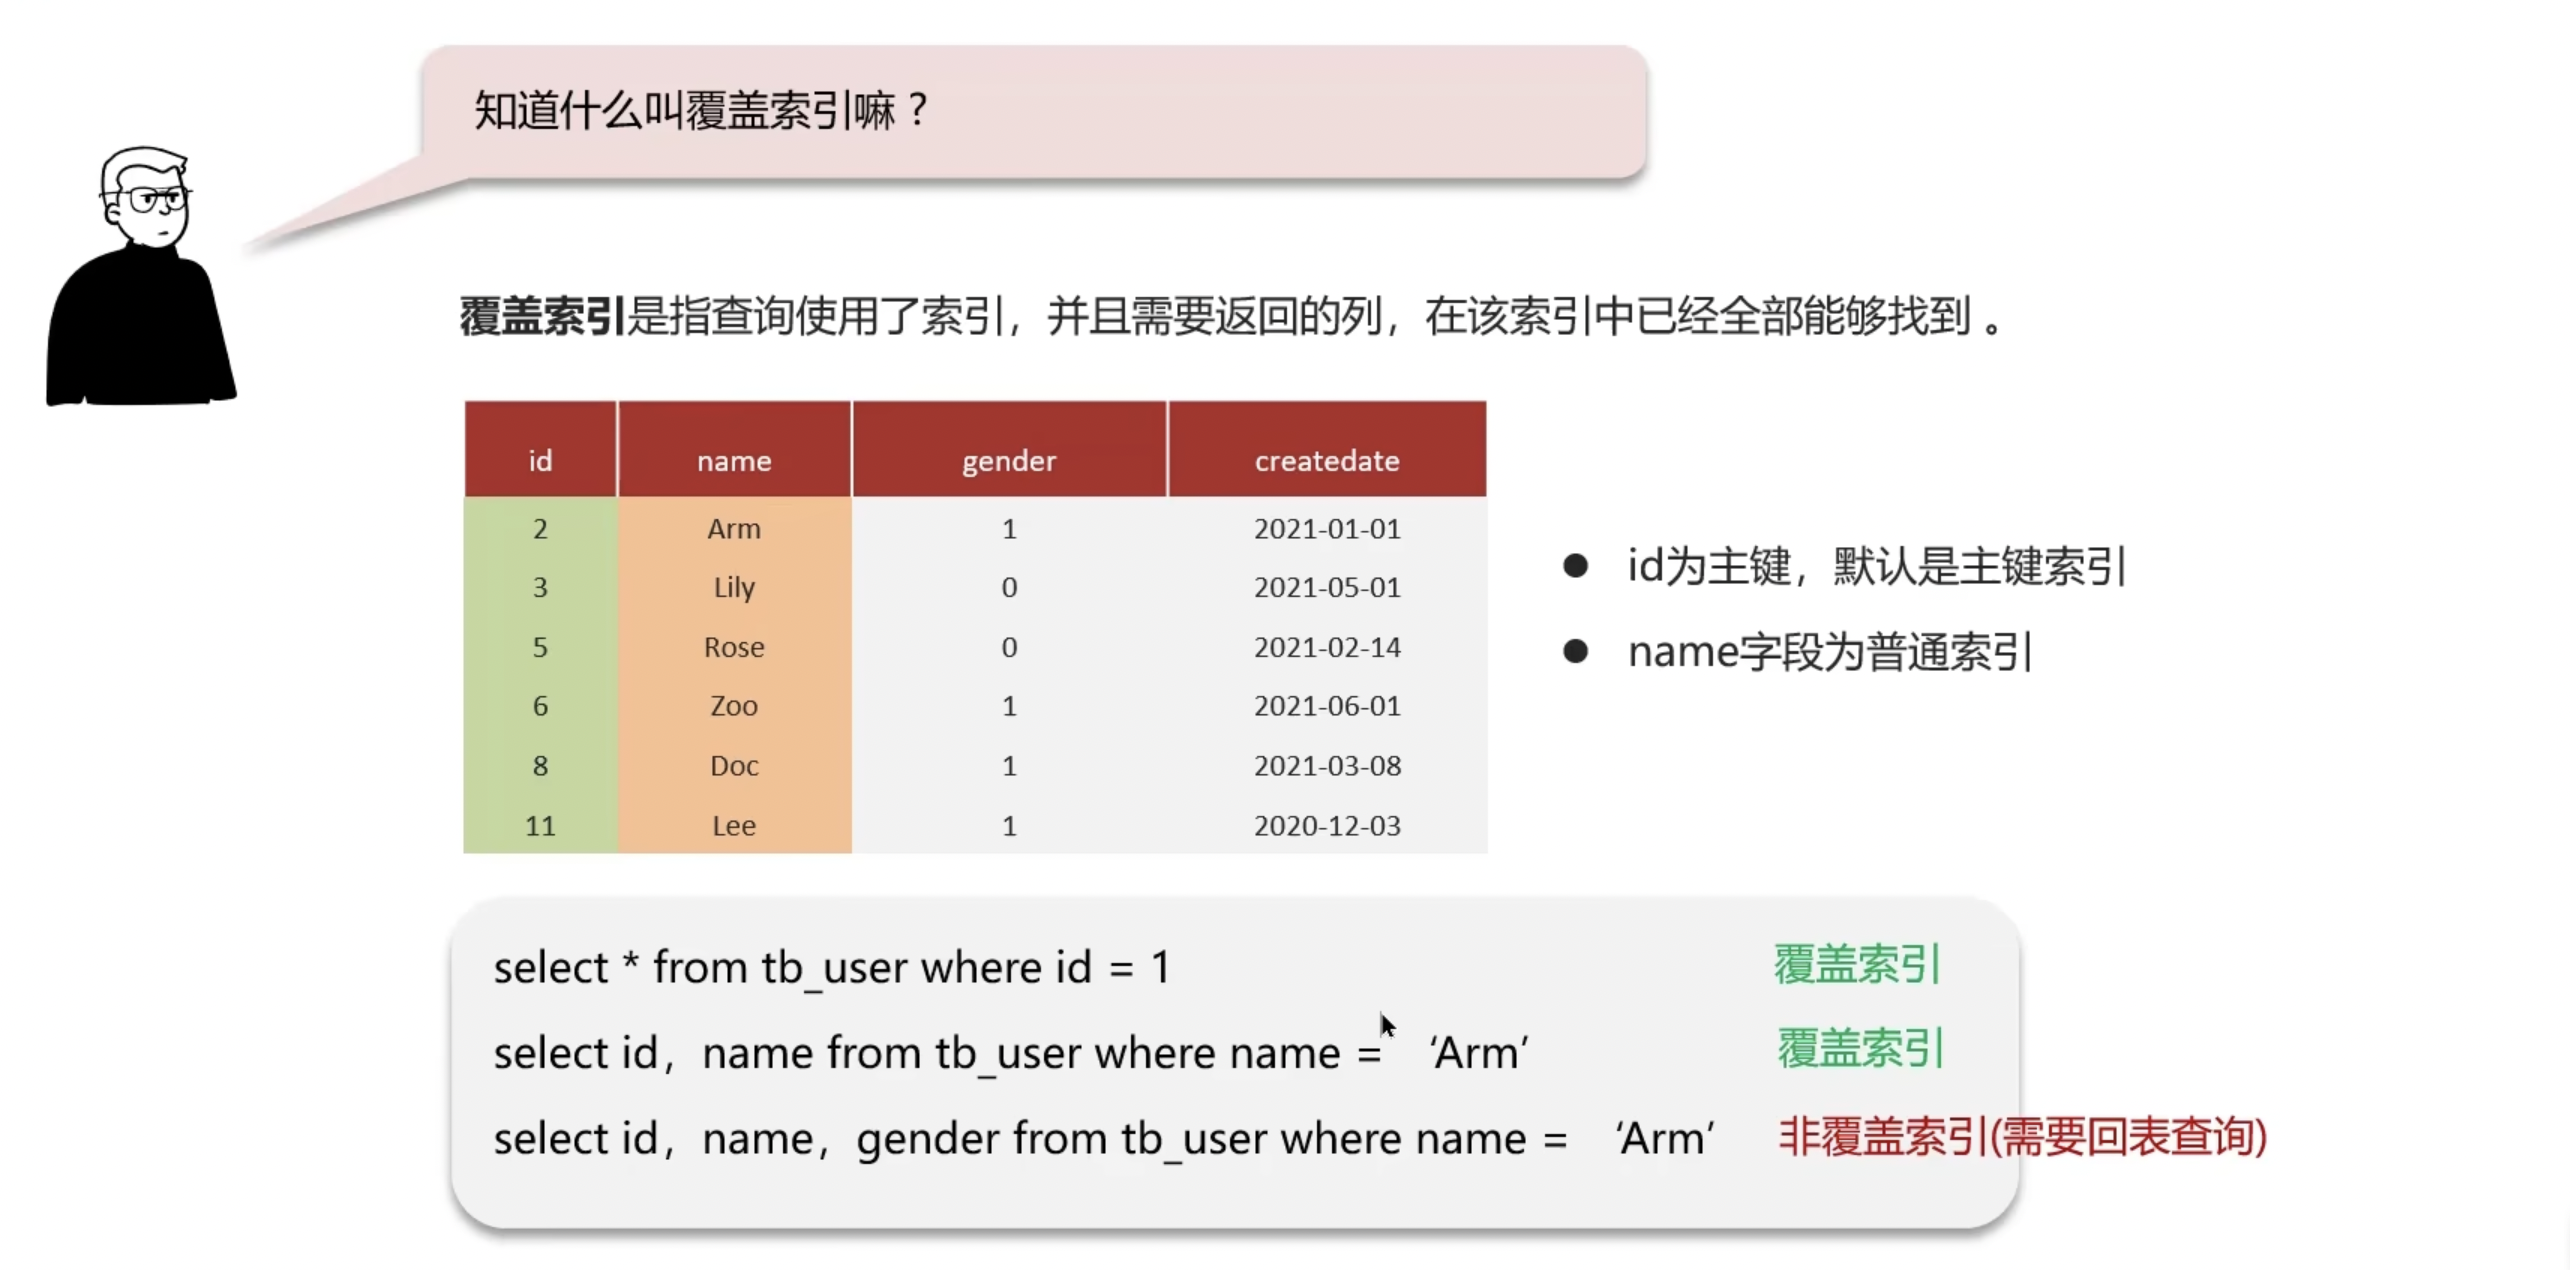 知道什么叫覆盖索引嘛？
覆盖索引是指查询使用了索引，并且需要返回的列，在该索引中已经全部能够找到 。
id name gender createdate
2 Arm 1 2021-01-01
3 Lily 0 2021-05-01
5 Rose 0 2021-02-14
6 Zoo 1 2021-06-01
8 Doc 1 2021-03-08
11 Lee 1 2020-12-03
● id为主键，默认是主键索引
● name字段为普通索引
select * from tb_user where id = 1 覆盖索引
select id，name from tb_user where name = ‘Arm’ 覆盖索引
select id，name，gender from tb_user where name = ‘Arm’ 非覆盖索引(需要回表查询)